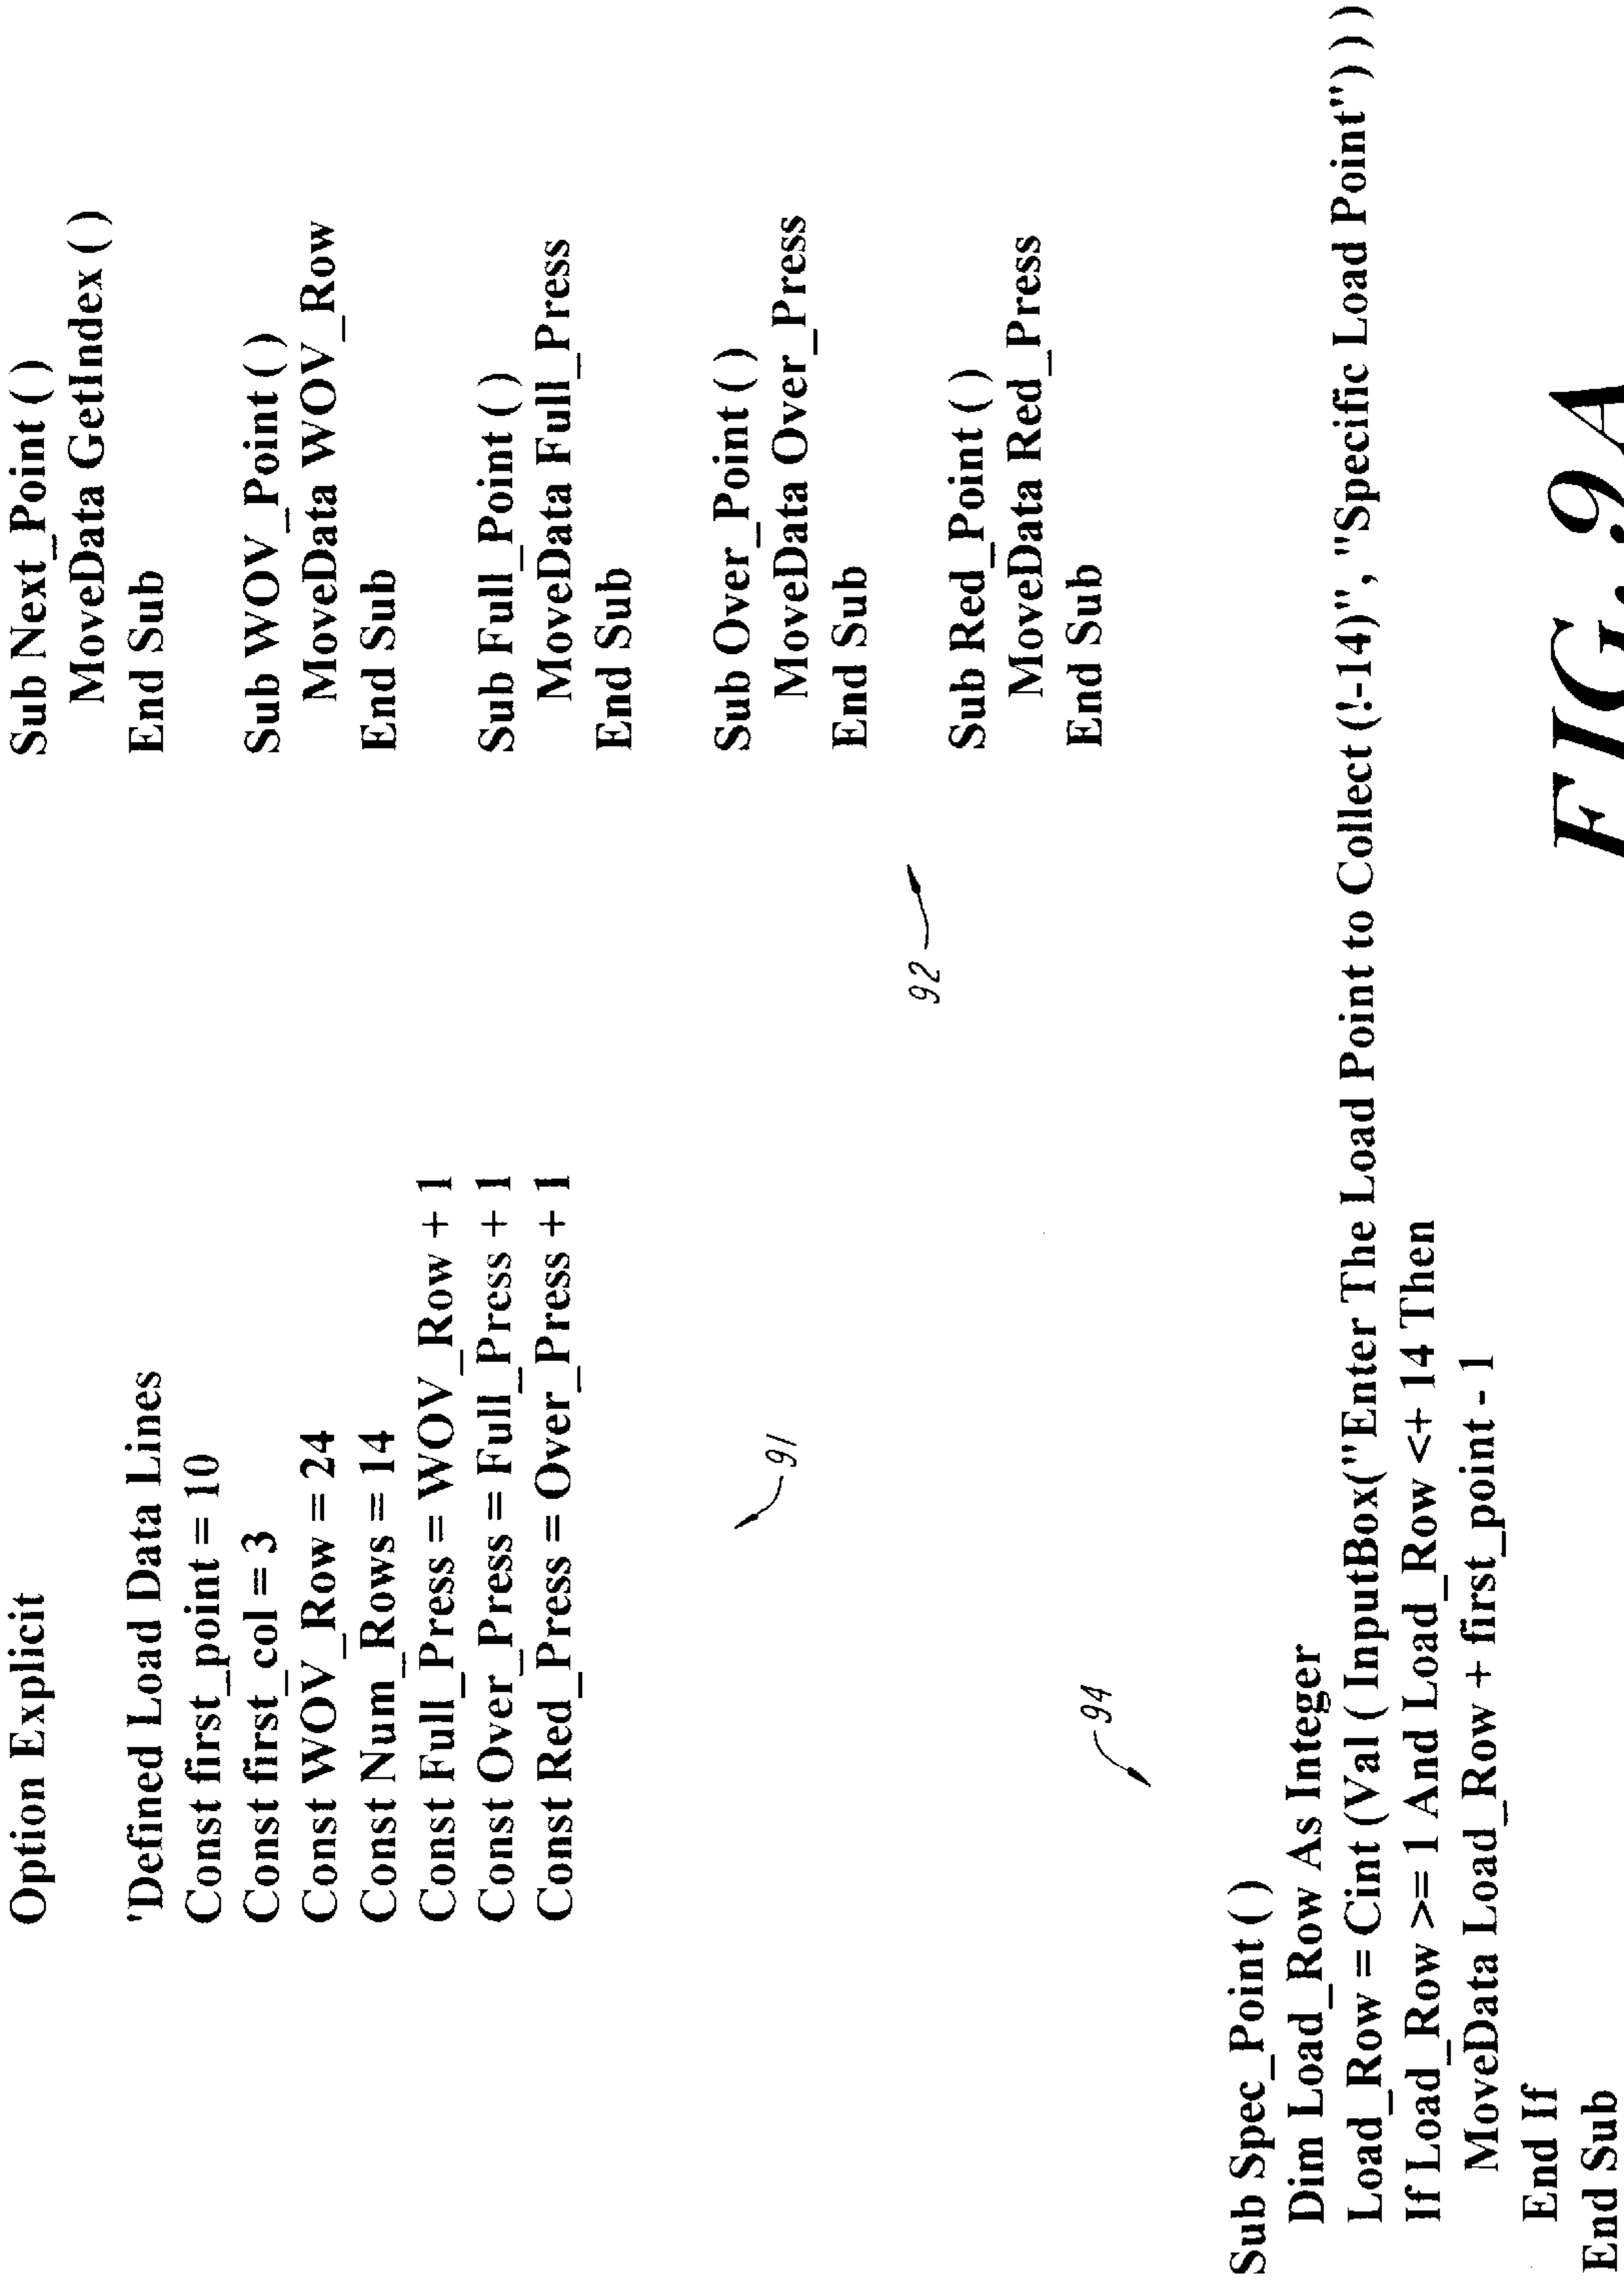 Option Explicit
'Defined Load Data Lines
Const first_point = 10
Const first_col = 3
Const WOV_Row = 24
Const Num_Rows = 14
Const Full_Press = WOV_Row + 1
Const Over_Press = Full_Press + 1
Const Red_Press = Over_Press + 1
91
Sub Next_Point ( )
MoveData GetIndex ( )
End Sub
Sub WOV_Point ( )
MoveData WOV_Row
End Sub
Sub Full_Point ( )
MoveData Full_Press
End Sub
Sub Over_Point ( )
MoveData Over_Press
End Sub
Sub Red_Point ( )
MoveData Red_Press
End Sub
92
94
Sub Spec_Point ( )
Dim Load_Row As Integer
Load_Row = Cint (Val ( InputBox("Enter The Load Point to Collect (!-14)", "Specific Load Point") ) )
If Load_Row >= 1 And Load_Row <+ 14 Then
MoveData Load_Row + first_point - 1
End If
End Sub
FIG.9A